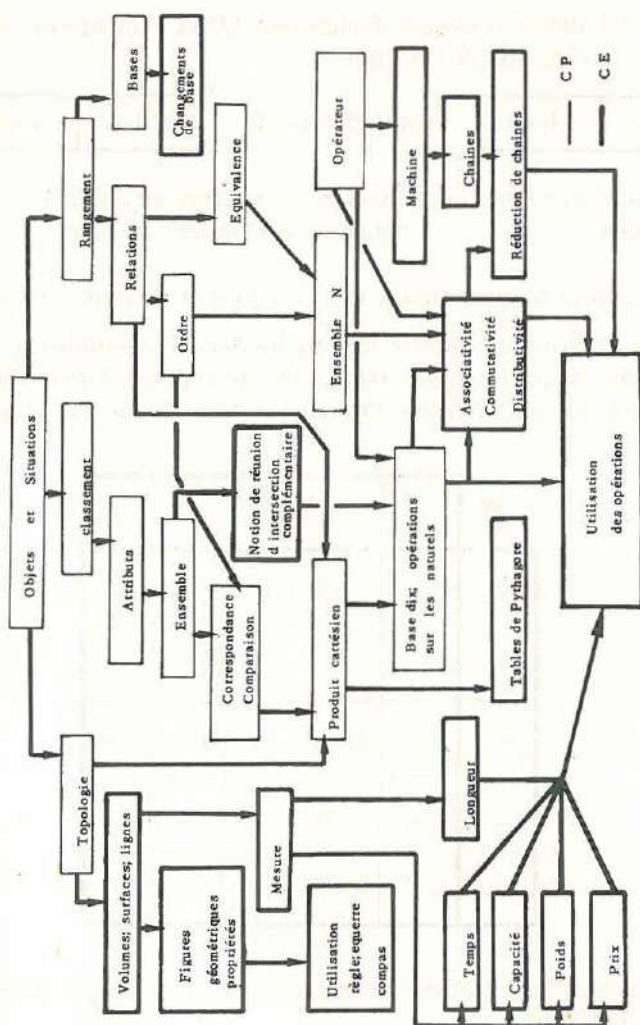 Objets et Situations
Topologie
classement
Rangement
Volumes; surfaces; lignes
Attributs
Relations
Bases
Changements
de base
Figures
géométriques
propriétés
Mesure
Ensemble
Notion de réunion
d intersection
complémentaire
Ordre
Equivalence
Utilisation
règle; equerre
compas
Correspondance
Comparaison
Produit cartésien
Ensemble N
Opérateur
Longueur
Base dix; opérations
sur les naturels
Machine
Tables de Pythagore
Associativité
Commutativité
Distributivité
Chaines
Réduction de chaines
Temps
Capacité
Poids
Prix
Utilisation
des opérations
CP
CE